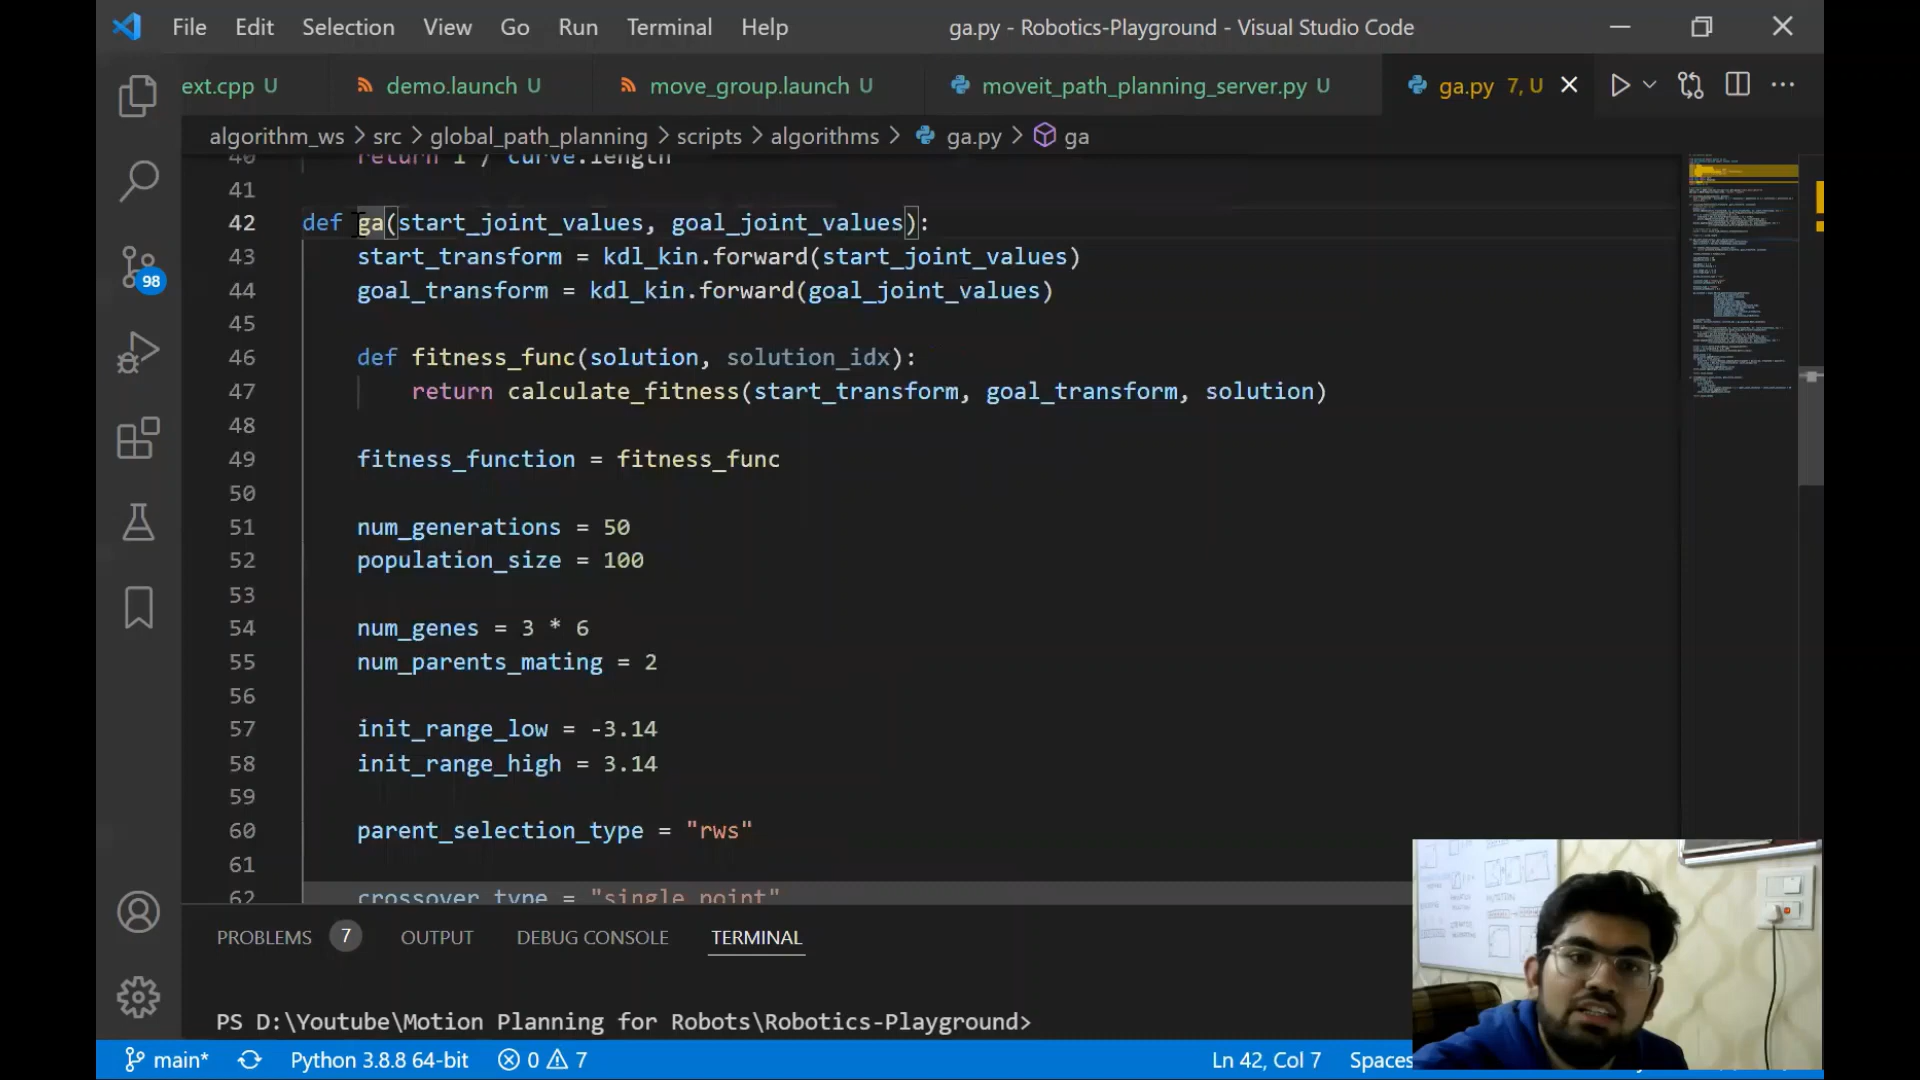 File Edit Selection View Go Run Terminal Help ga.py - Robotics-Playground - Visual Studio Code
ext.cpp U demo.launch U move_group.launch U moveit_path_planning_server.py U ga.py 7, U
algorithm_ws > src > global_path_planning > scripts > algorithms > ga.py > ga
40 return 1 / curve.length
41
42 def ga(start_joint_values, goal_joint_values):
43 start_transform = kdl_kin.forward(start_joint_values)
44 goal_transform = kdl_kin.forward(goal_joint_values)
45
46 def fitness_func(solution, solution_idx):
47 return calculate_fitness(start_transform, goal_transform, solution)
48
49 fitness_function = fitness_func
50
51 num_generations = 50
52 population_size = 100
53
54 num_genes = 3 * 6
55 num_parents_mating = 2
56
57 init_range_low = -3.14
58 init_range_high = 3.14
59
60 parent_selection_type = "rws"
61
62 crossover_type = "single_point"
98
PROBLEMS 7 OUTPUT DEBUG CONSOLE TERMINAL
PS D:\Youtube\Motion Planning for Robots\Robotics-Playground>
main* Python 3.8.8 64-bit 0 7 Ln 42, Col 7 Spaces